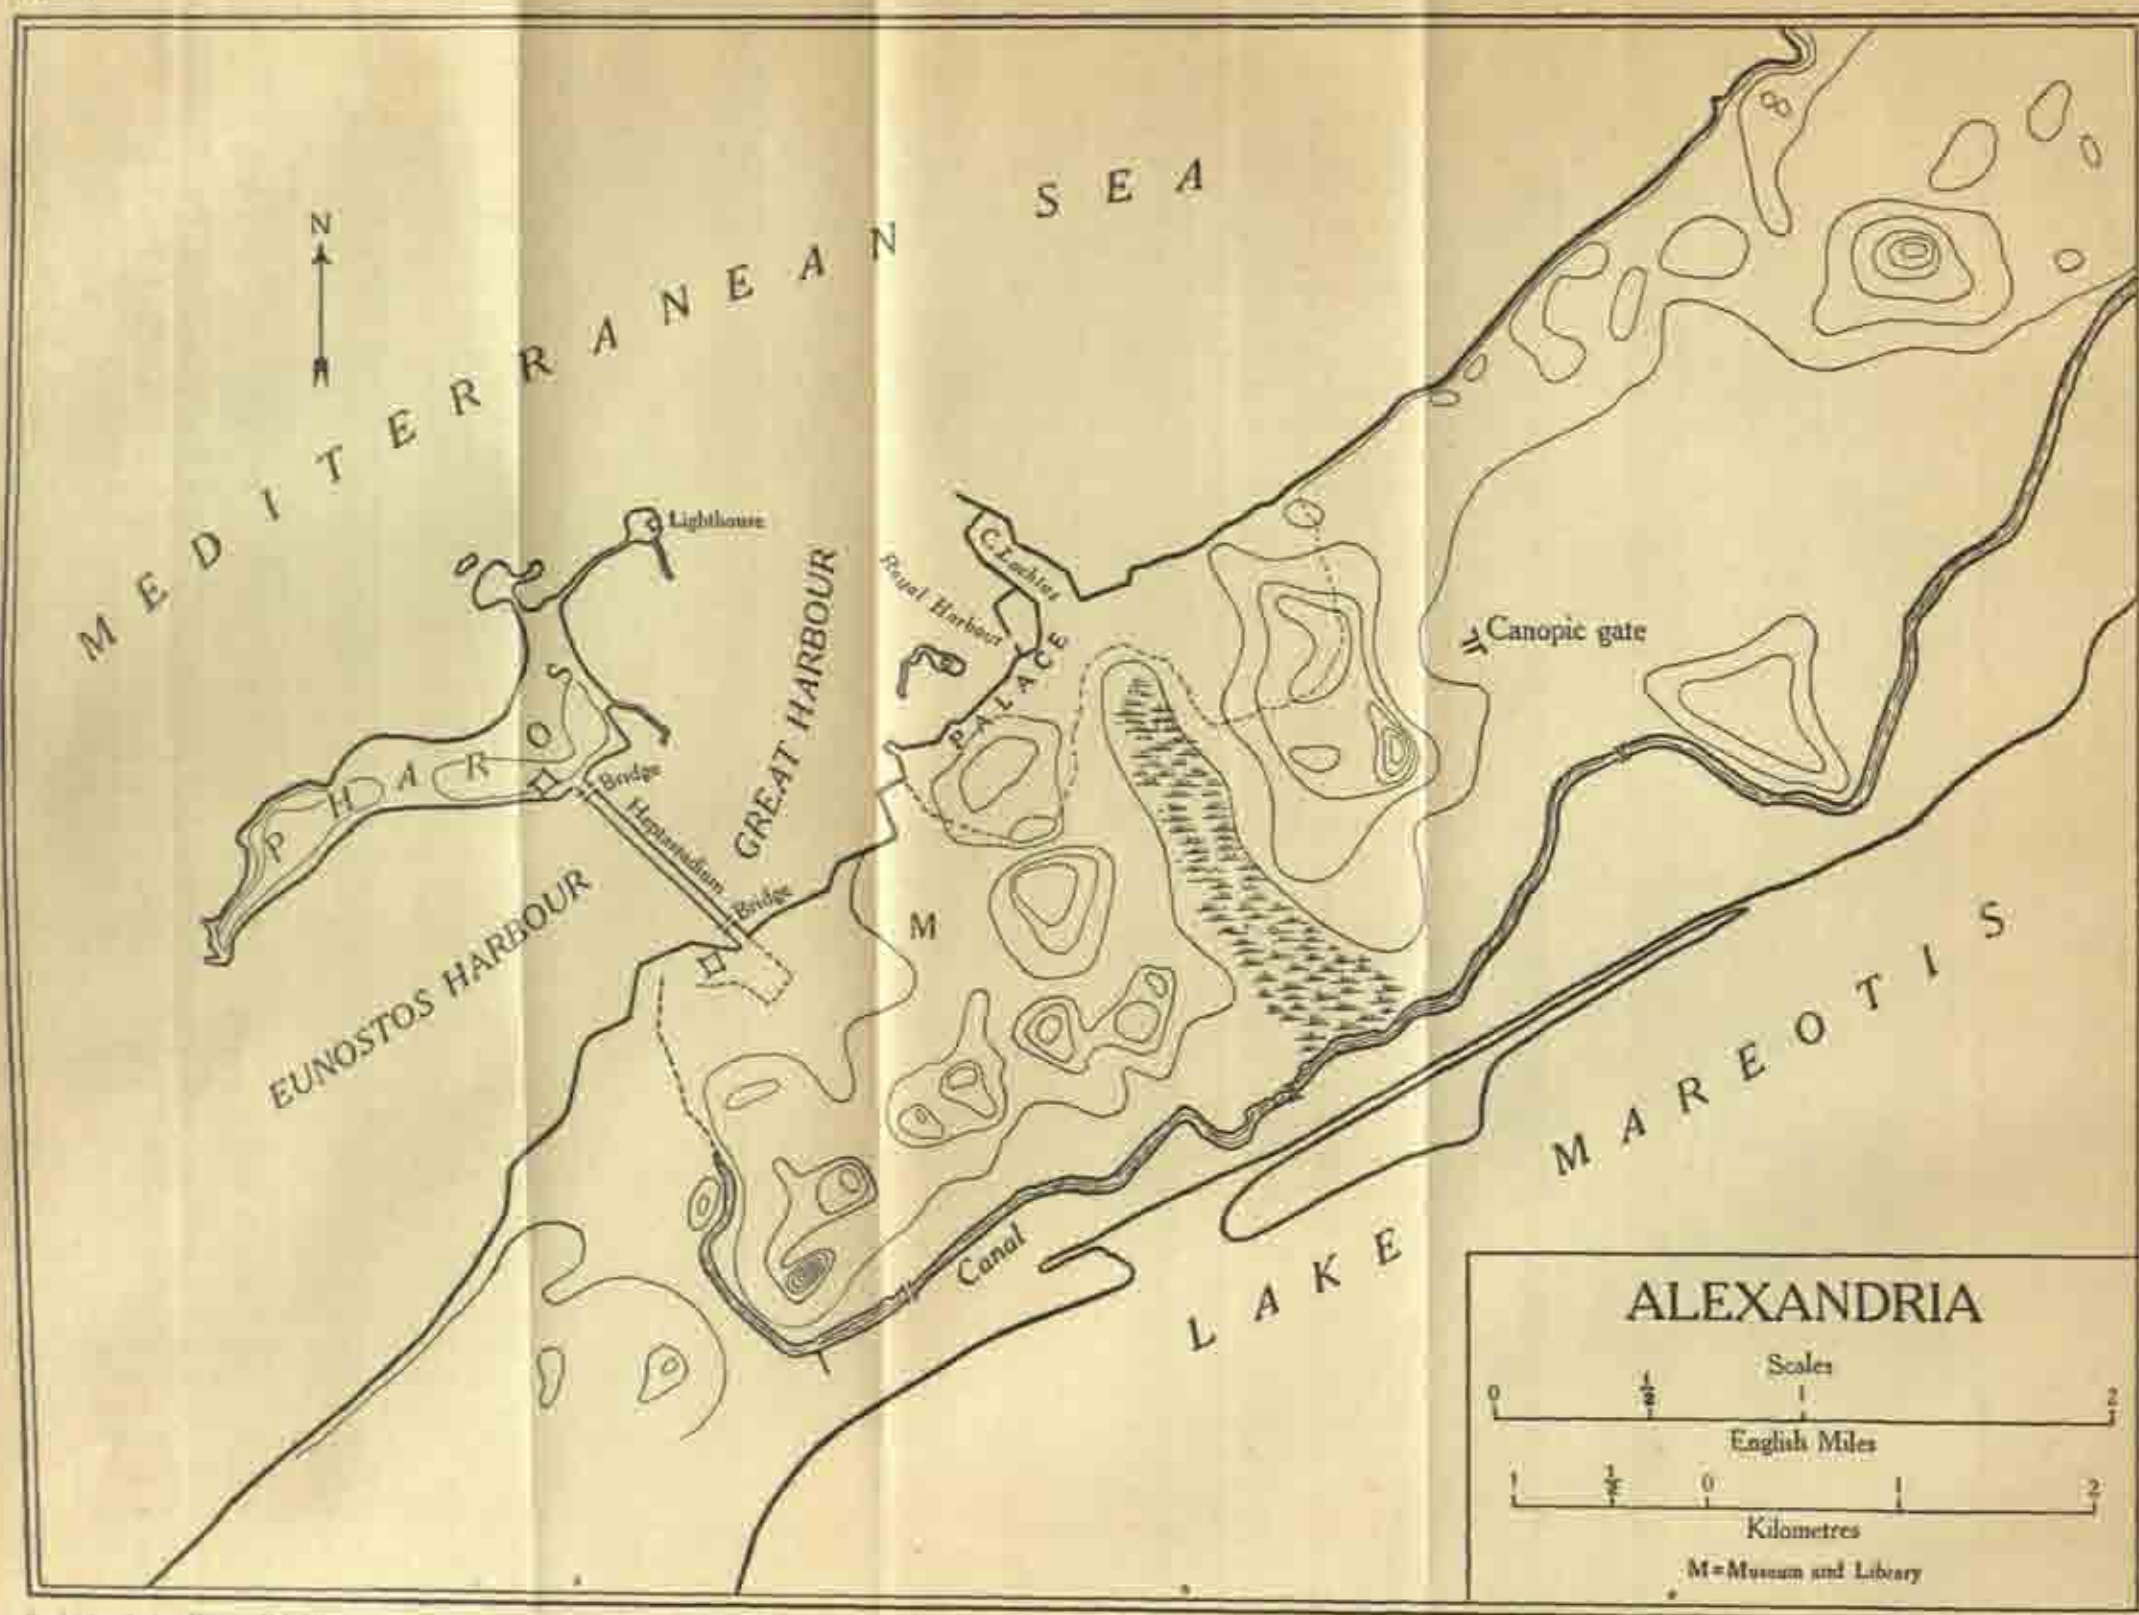 N
MEDITERRANEAN SEA
Lighthouse
C. Lochias
Royal Harbour
PALACE
GREAT HARBOUR
Canopic gate
PHAROS
Bridge
Heptastadium
Bridge
M
EUNOSTOS HARBOUR
LAKE MAREOTIS
Canal
ALEXANDRIA
Scales
0 ½ 1 2
English Miles
1 ½ 0 1 2
Kilometres
M=Museum and Library